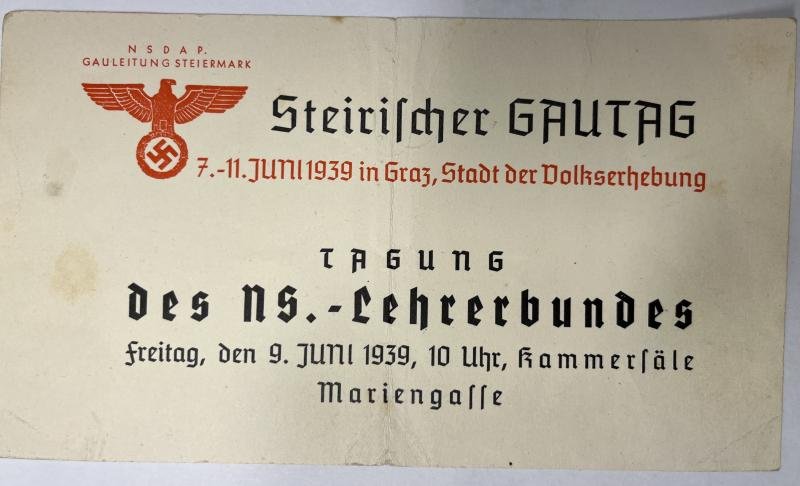 N S D A P.
GAULEITUNG STEIERMARK
Steiriſcher GAUTAG
7.-11. JUNI 1939 in Graz, Stadt der Volkserhebung
TAGUNG
des NS.-Lehrerbundes
Freitag, den 9. JUNI 1939, 10 Uhr, Kammerſäle
Mariengaſſe